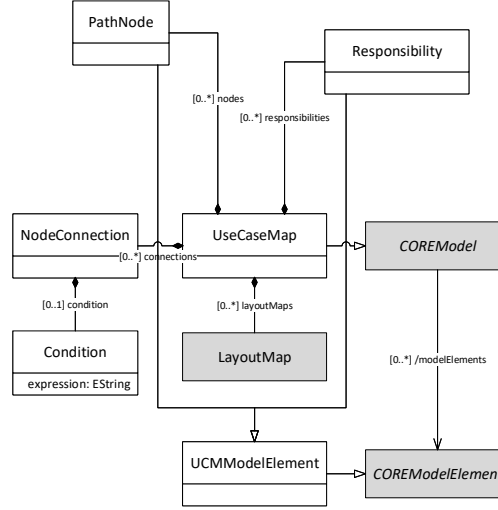 PathNode
Responsibility
[0..*] nodes
[0..*] responsibilities
NodeConnection
UseCaseMap
COREModel
[0..*] connections
[0..1] condition
[0..*] layoutMaps
Condition
LayoutMap
[0..*] /modelElements
expression: EString
UCMModelElement
COREModelElemen